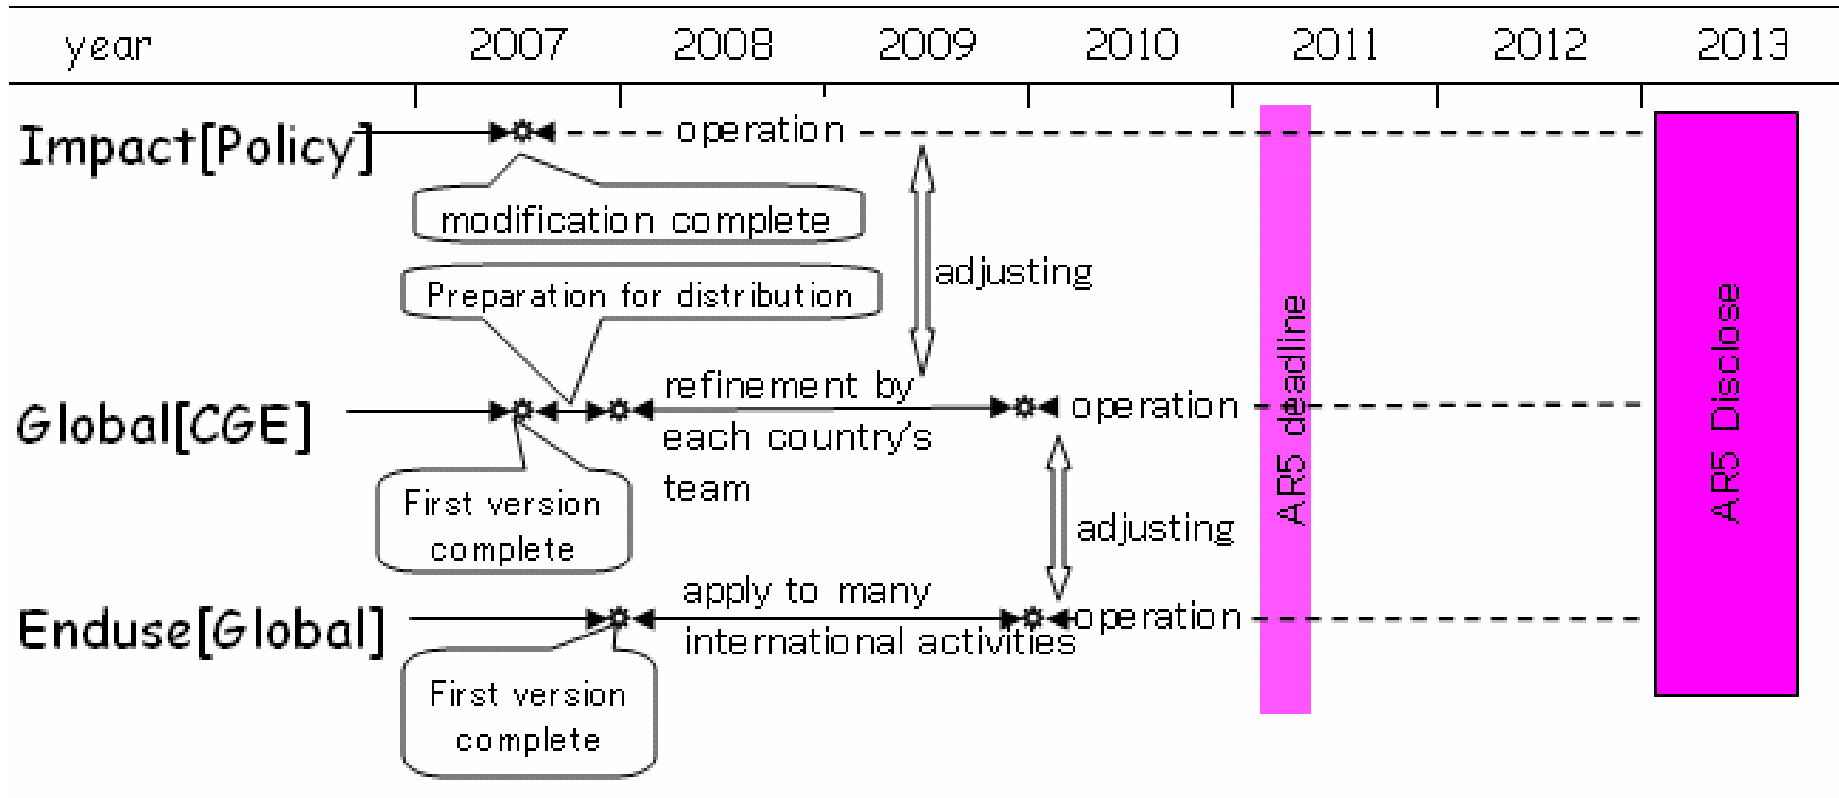 year 2007 2008 2009 2010 2011 2012 2013
Impact[Policy]
operation
modification complete
adjusting
Preparation for distribution
Global[CGE]
refinement by
each country's
team
operation
First version
complete
adjusting
Enduse[Global]
apply to many
international activities
operation
First version
complete
AR5 deadline
AR5 Disclose